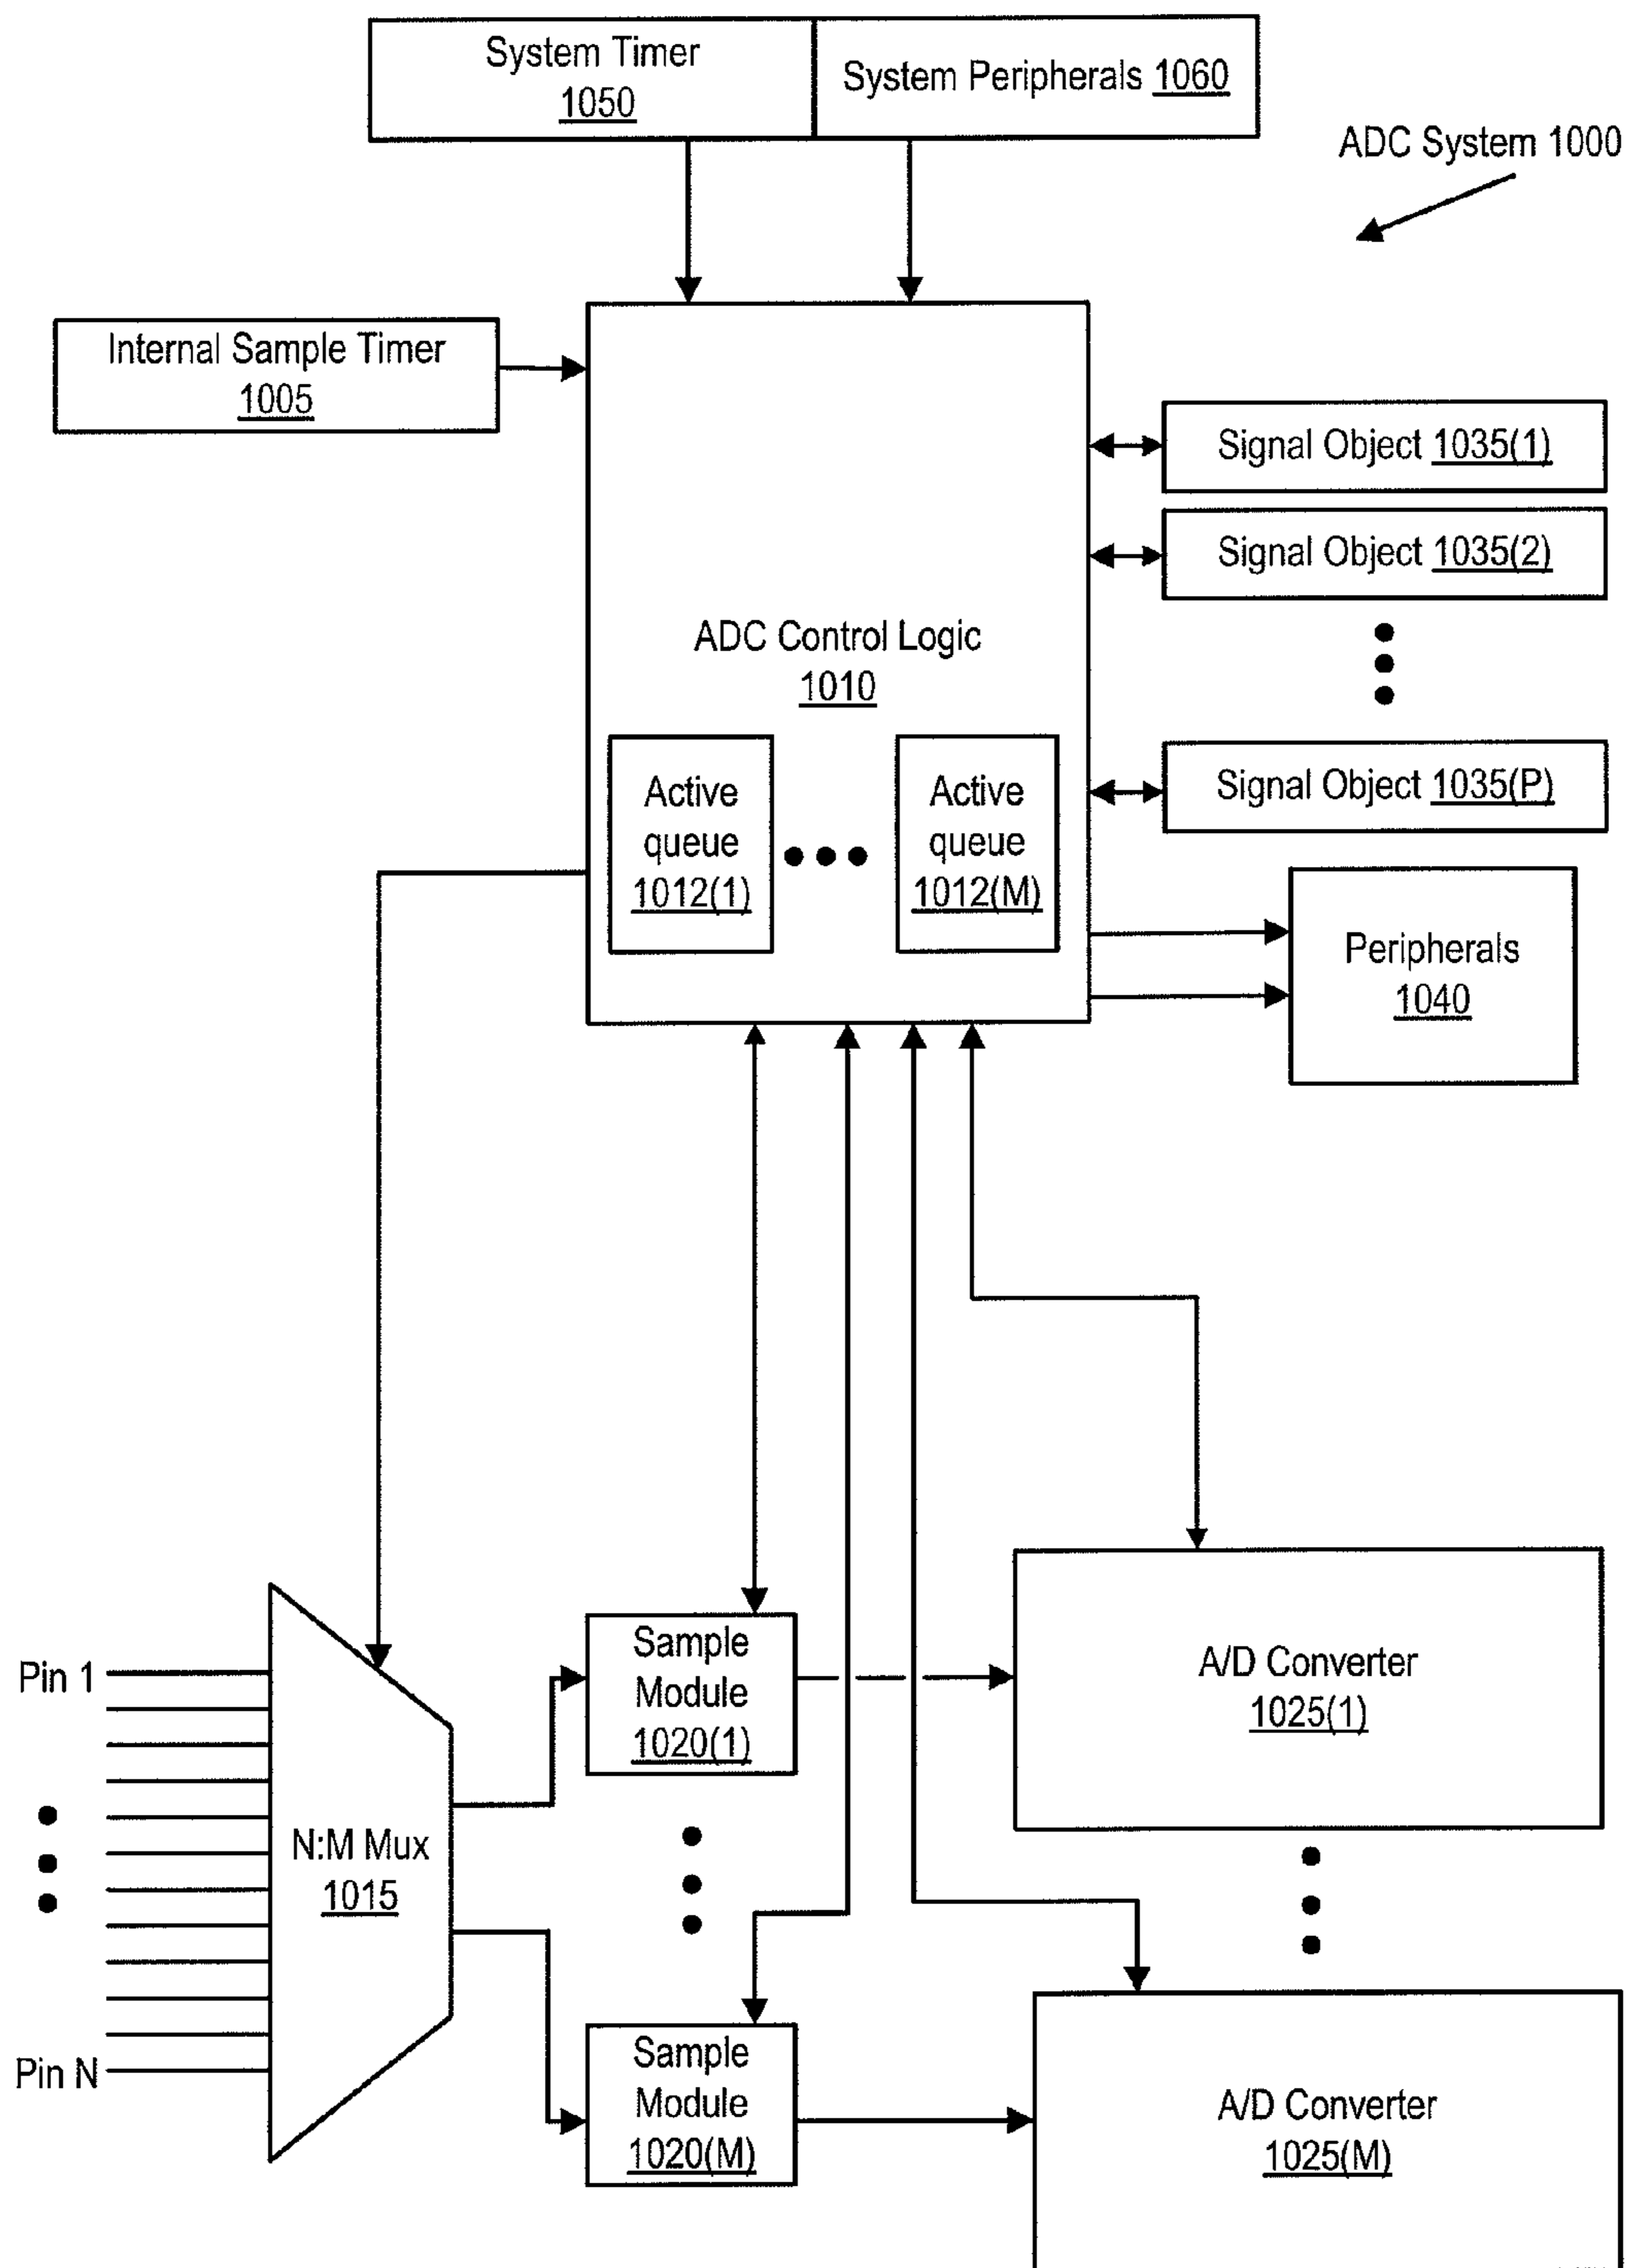 System Timer
1050
System Peripherals 1060
ADC System 1000
Internal Sample Timer
1005
Signal Object 1035(1)
Signal Object 1035(2)
ADC Control Logic
1010
Signal Object 1035(P)
Active
queue
1012(1)
Active
queue
1012(M)
Peripherals
1040
Pin 1
Sample
Module
1020(1)
A/D Converter
1025(1)
N:M Mux
1015
Pin N
Sample
Module
1020(M)
A/D Converter
1025(M)